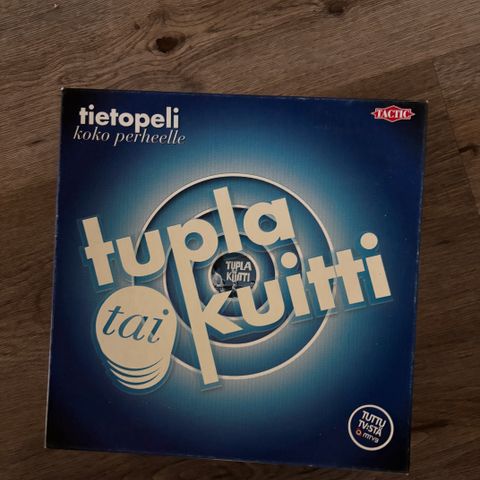 tietopeli
koko perheelle
TACTIC
tupla
tai
kuitti
TUPLA
KUITTI
TUTTU
TV:STÄ
MTV3